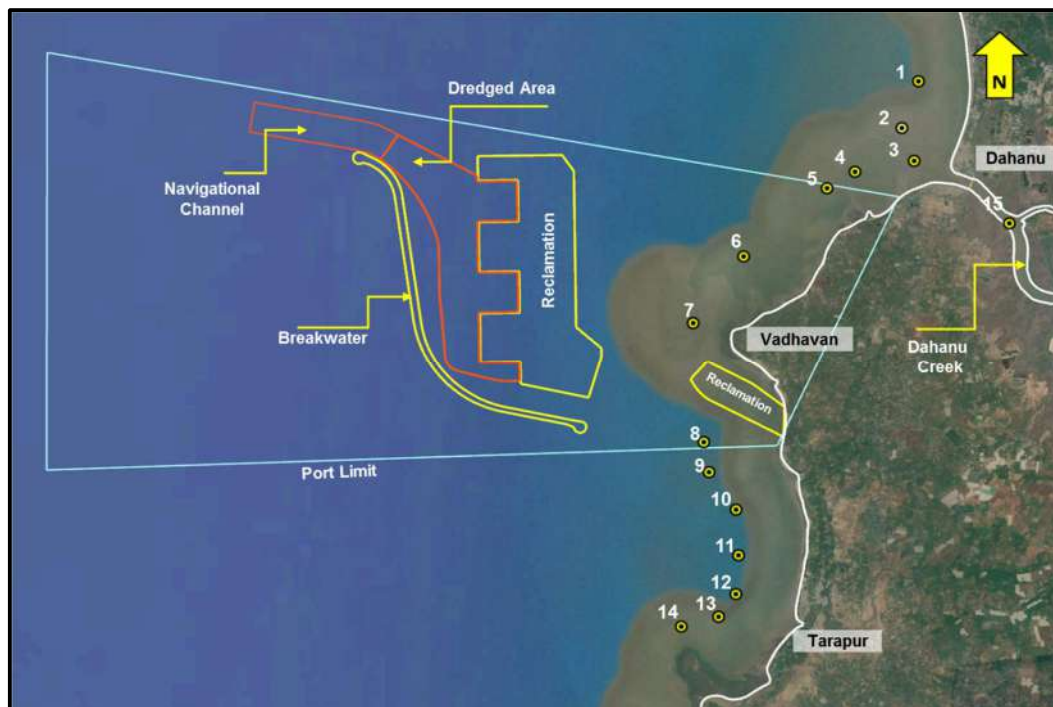 N
1
2
3
4
5
6
7
8
9
10
11
12
13
14
15
Dahanu
Dredged Area
Navigational
Channel
Reclamation
Breakwater
Vadhavan
Reclamation
Dahanu
Creek
Port Limit
Tarapur